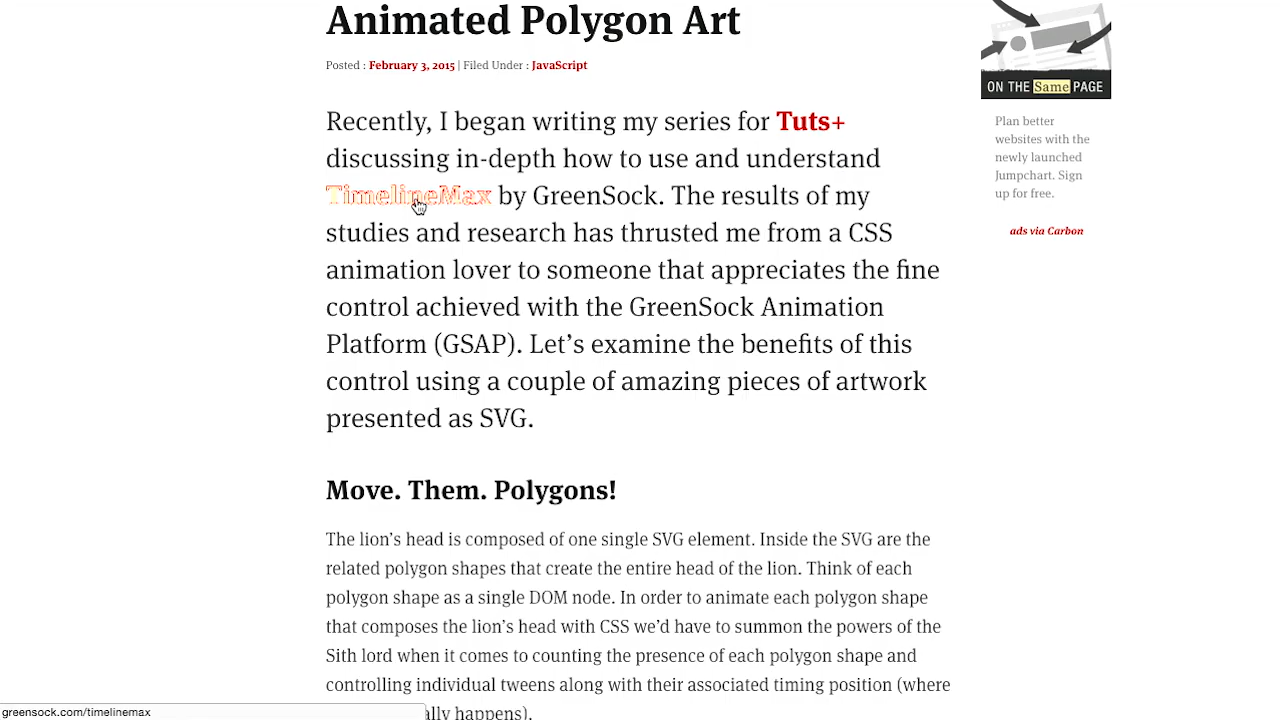 Animated Polygon Art
Posted : February 3, 2015 | Filed Under : JavaScript
Recently, I began writing my series for Tuts+
discussing in-depth how to use and understand
TimelineMax by GreenSock. The results of my
studies and research has thrusted me from a CSS
animation lover to someone that appreciates the fine
control achieved with the GreenSock Animation
Platform (GSAP). Let’s examine the benefits of this
control using a couple of amazing pieces of artwork
presented as SVG.
Move. Them. Polygons!
The lion’s head is composed of one single SVG element. Inside the SVG are the
related polygon shapes that create the entire head of the lion. Think of each
polygon shape as a single DOM node. In order to animate each polygon shape
that composes the lion’s head with CSS we’d have to summon the powers of the
Sith lord when it comes to counting the presence of each polygon shape and
controlling individual tweens along with their associated timing position (where
happens).
ON THE Same PAGE
Plan better
websites with the
newly launched
Jumpchart. Sign
up for free.
ads via Carbon
greensock.com/timelinemax